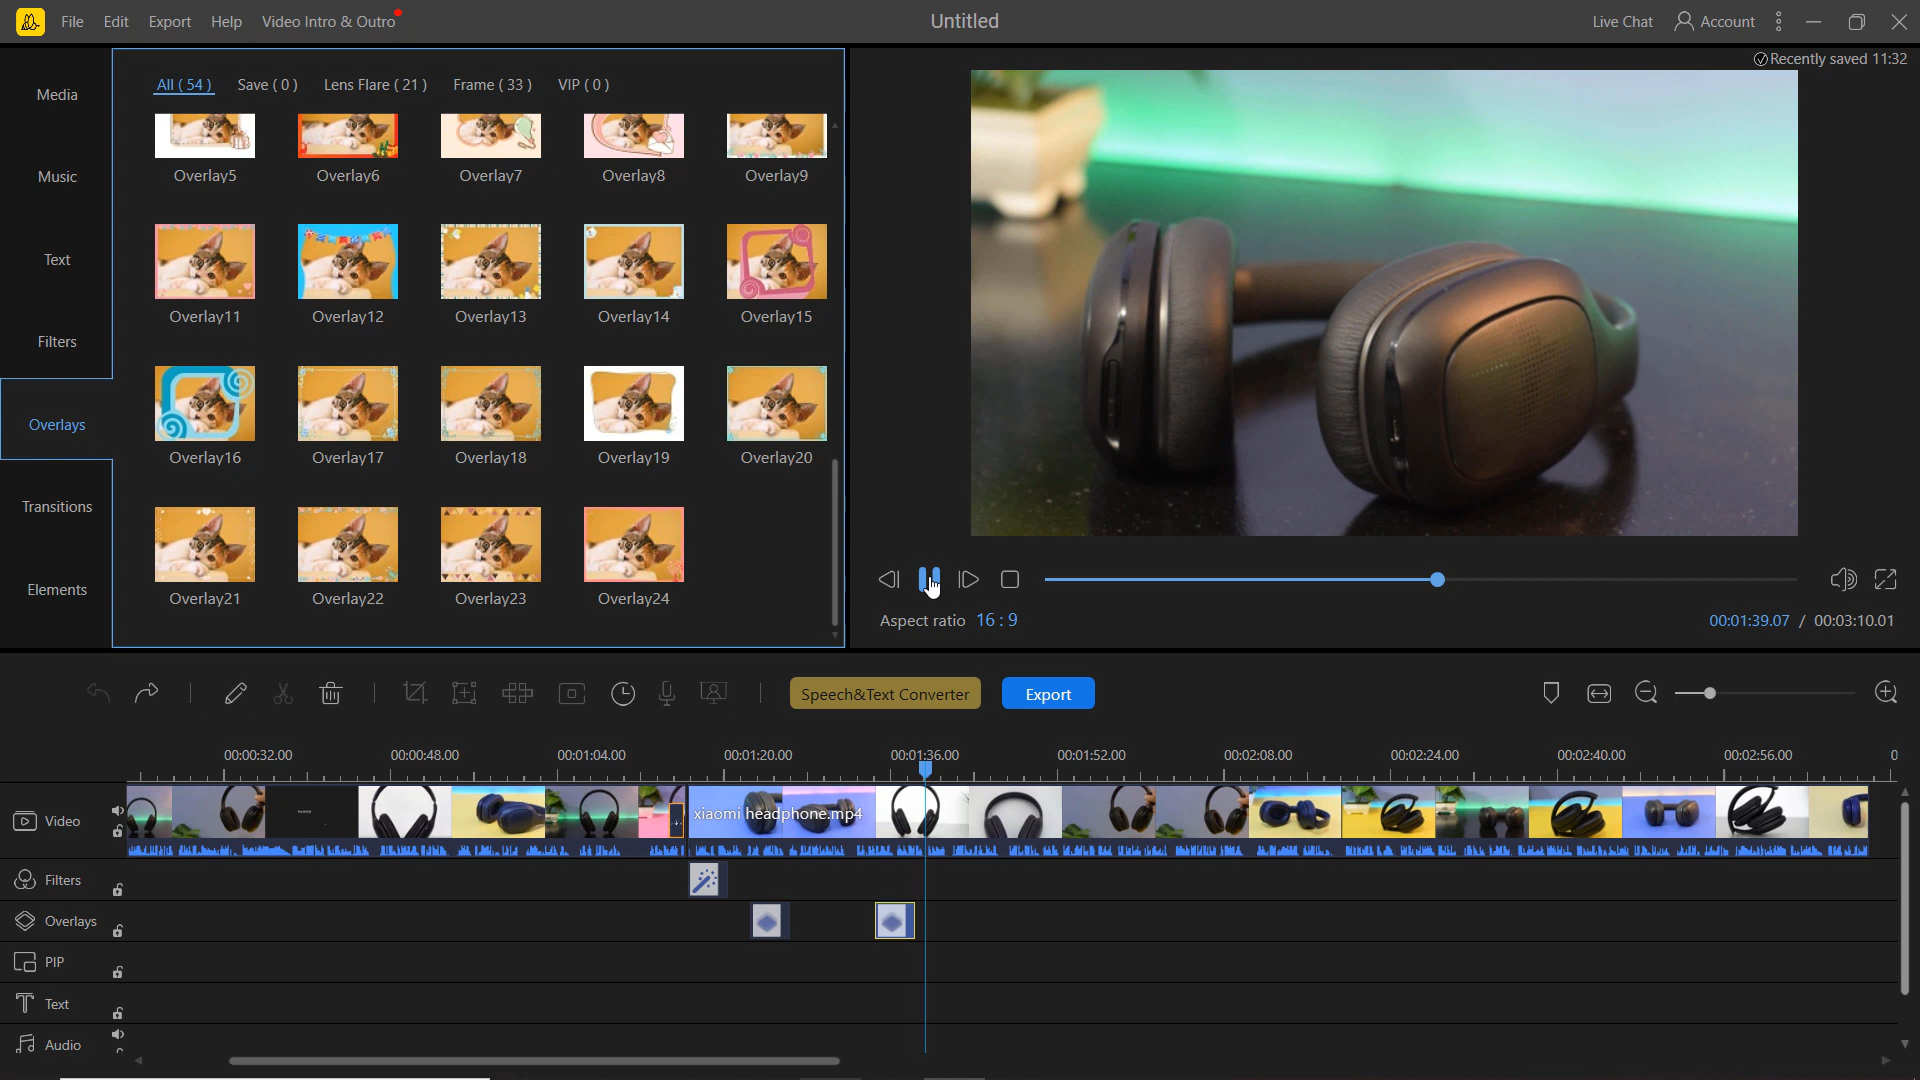 File Edit Export Help Video Intro & Outro Untitled Live Chat Account
Recently saved 11:32
Media
Music
Text
Filters
Overlays
Transitions
Elements
All ( 54 ) Save ( 0 ) Lens Flare ( 21 ) Frame ( 33 ) VIP ( 0 )
Overlay5 Overlay6 Overlay7 Overlay8 Overlay9
Overlay11 Overlay12 Overlay13 Overlay14 Overlay15
Overlay16 Overlay17 Overlay18 Overlay19 Overlay20
Overlay21 Overlay22 Overlay23 Overlay24
Aspect ratio 16 : 9 00:01:39.07 / 00:03:10.01
Speech&Text Converter Export
00:00:32.00 00:00:48.00 00:01:04.00 00:01:20.00 00:01:36.00 00:01:52.00 00:02:08.00 00:02:24.00 00:02:40.00 00:02:56.00 0
Video xiaomi headphone.mp4
Filters
Overlays
PIP
Text
Audio